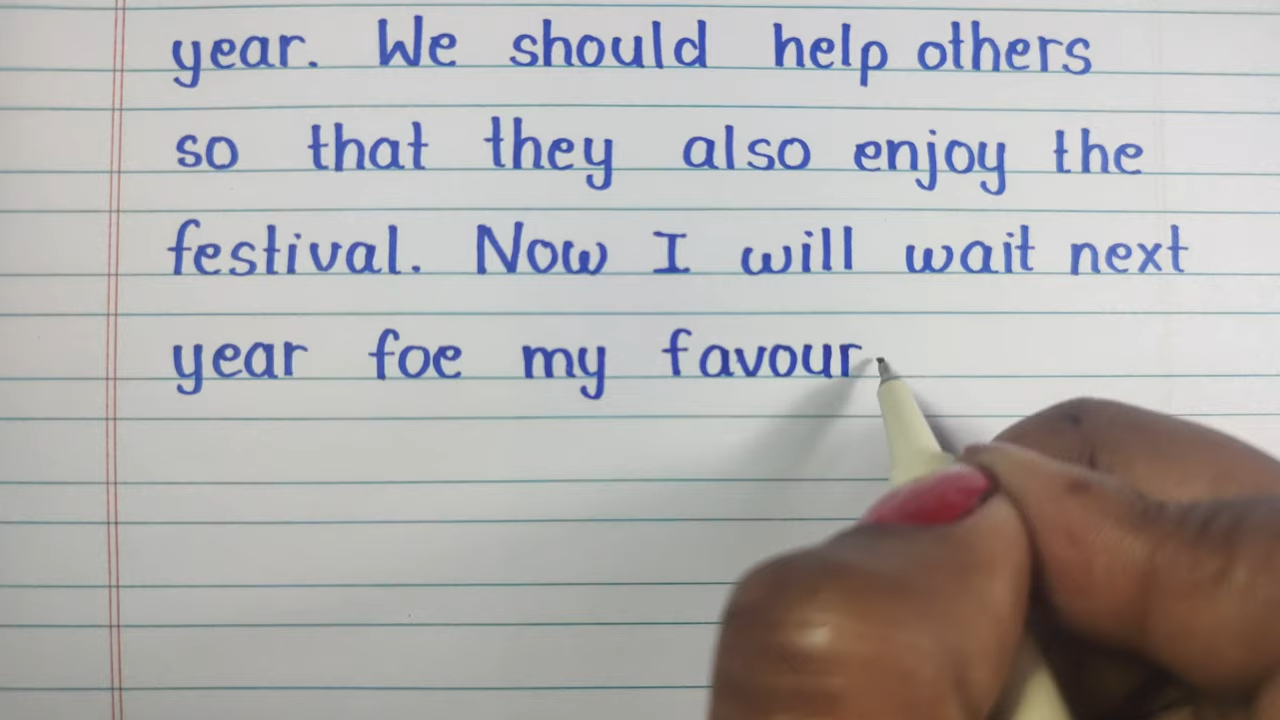 year. We should help others
so that they also enjoy the
festival. Now I will wait next
year foe my favour